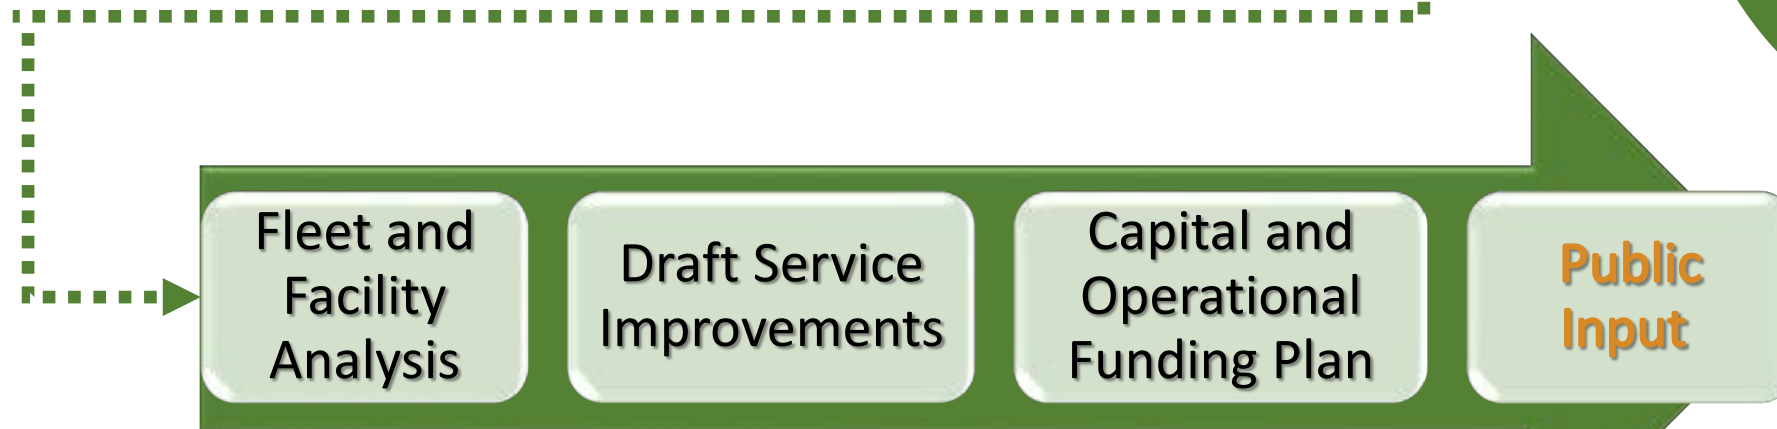 Fleet and
Facility
Analysis
Draft Service
Improvements
Capital and
Operational
Funding Plan
Public
Input